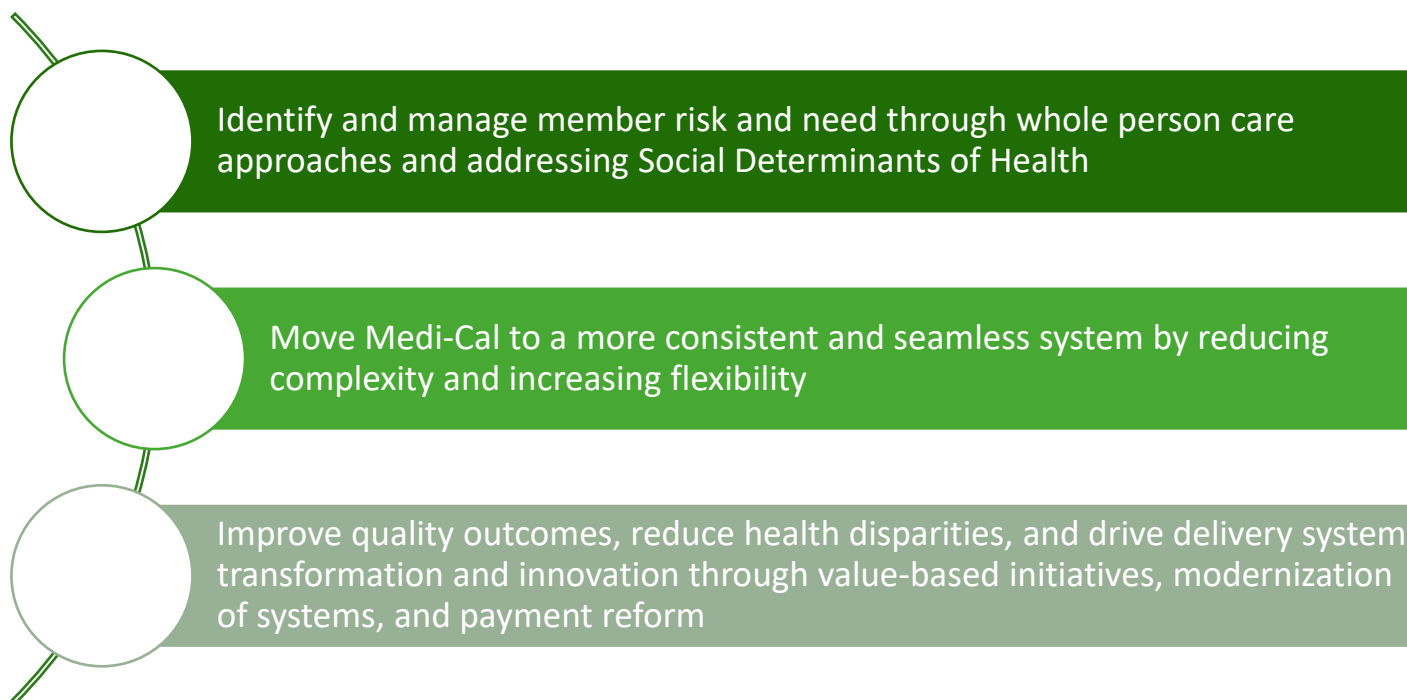 Identify and manage member risk and need through whole person care
approaches and addressing Social Determinants of Health
Move Medi-Cal to a more consistent and seamless system by reducing
complexity and increasing flexibility
Improve quality outcomes, reduce health disparities, and drive delivery system
transformation and innovation through value-based initiatives, modernization
of systems, and payment reform